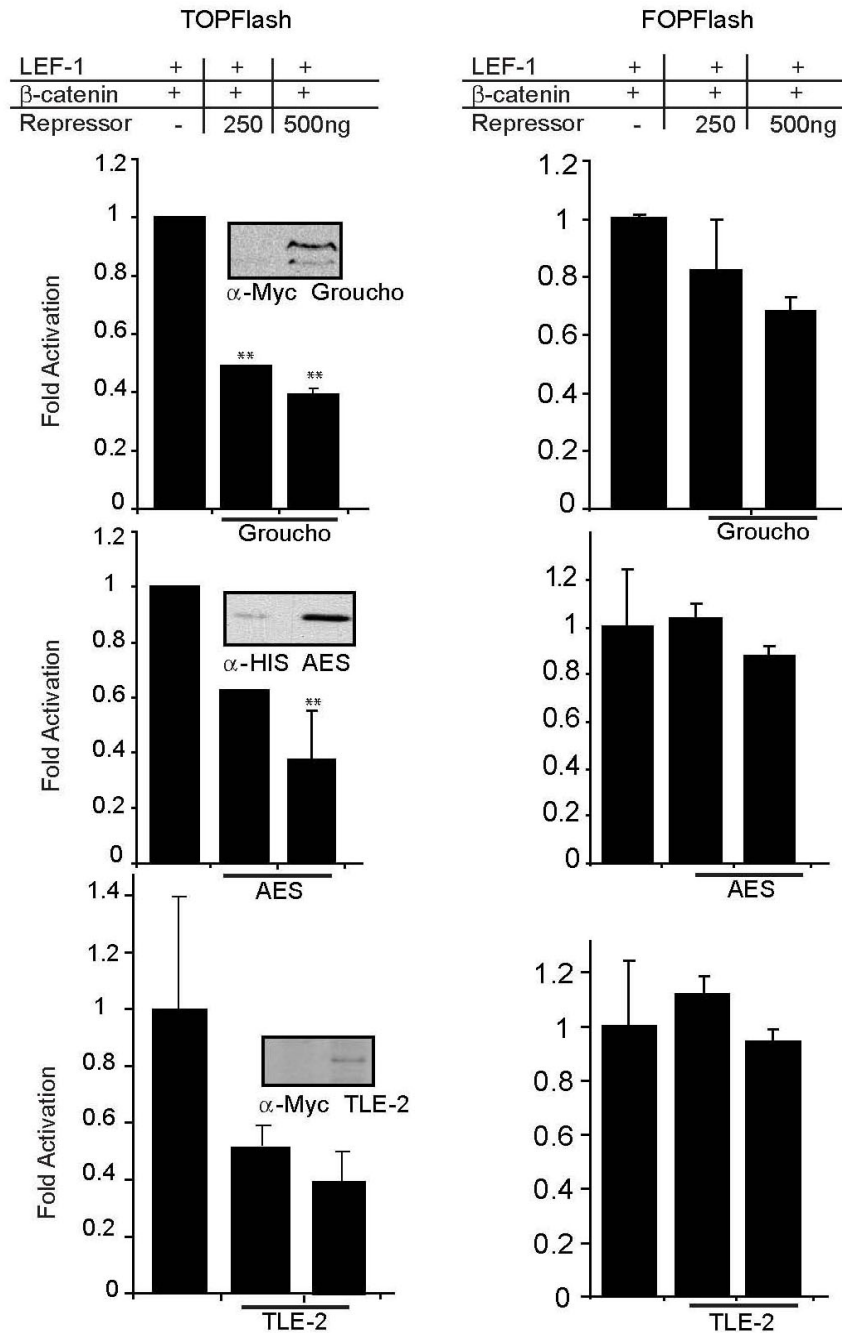 TOPFlash
FOPFlash
LEF-1 + + +
β-catenin + + +
Repressor - 250 500ng
LEF-1 + + +
β-catenin + + +
Repressor - 250 500ng
Fold Activation
1.2
1
0.8
0.6
0.4
0.2
0
α-Myc Groucho
**
**
Groucho
1.2
1
0.8
0.6
0.4
0.2
0
Groucho
Fold Activation
1.2
1
0.8
0.6
0.4
0.2
0
α-HIS AES
**
AES
1.2
1
0.8
0.6
0.4
0.2
0
AES
Fold Activation
1.4
1.2
1
0.8
0.6
0.4
0.2
0
α-Myc TLE-2
TLE-2
1.2
1
0.8
0.6
0.4
0.2
0
TLE-2